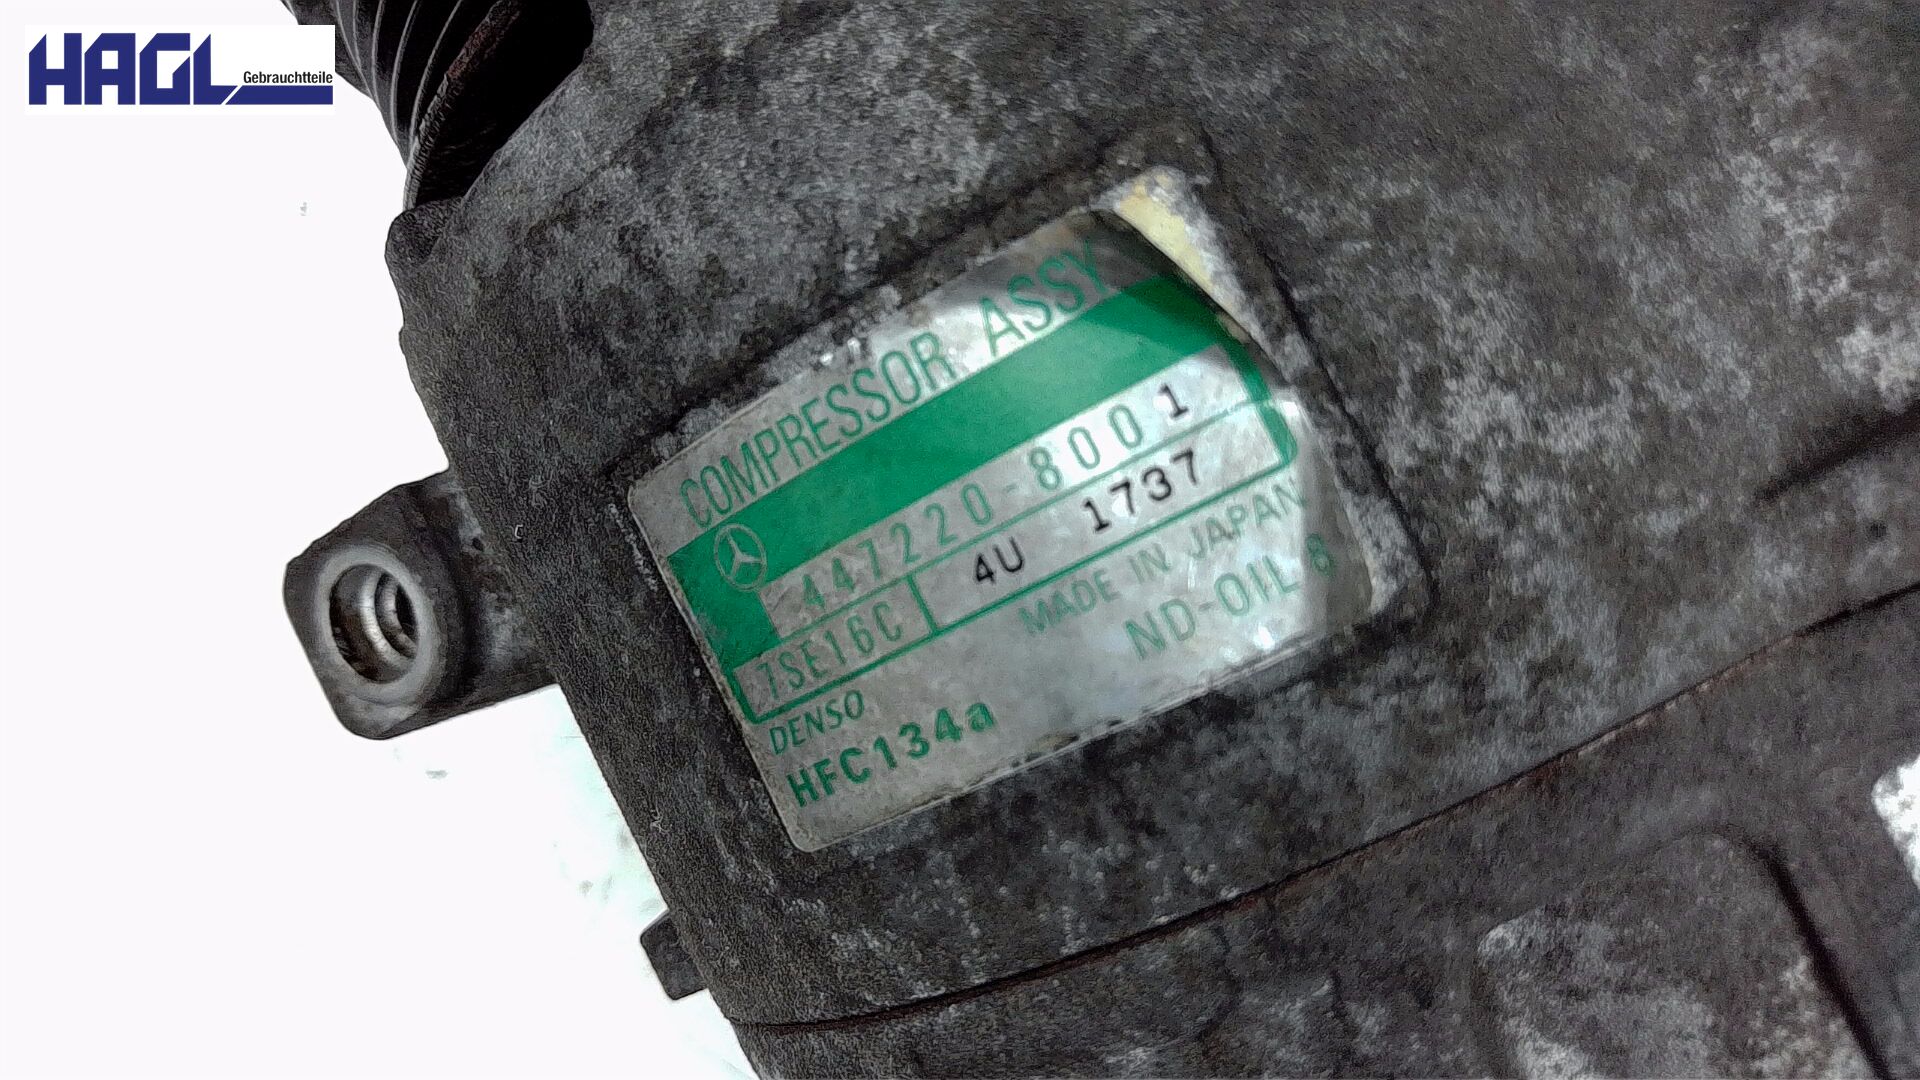 HAGL
Gebrauchtteile
COMPRESSOR ASSY
447220-8001
7SE16C 4U 1737
DENSO MADE IN JAPAN
HFC134a ND-OIL 8